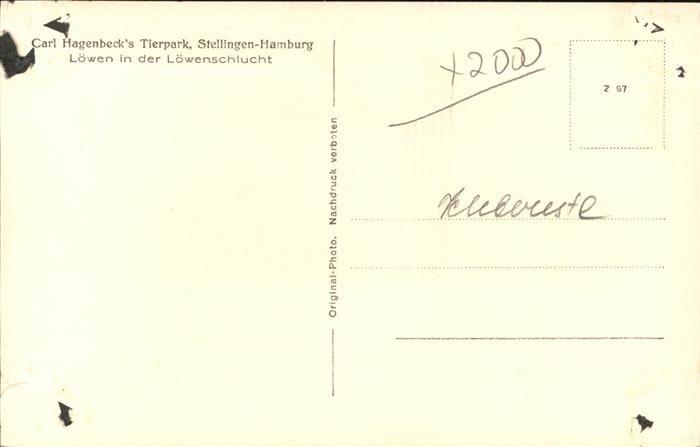 Carl Hagenbeck's Tierpark, Stellingen-Hamburg
Löwen in der Löwenschlucht
Original-Photo. Nachdruck verboten
+2000
Z 97